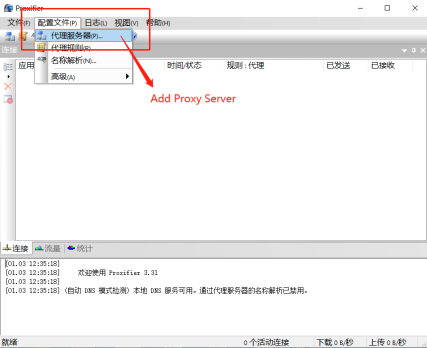 Proxifier
文件(F) 配置文件(P) 日志(L) 视图(V) 帮助(H)
代理服务器(P)...
代理规则(R)...
名称解析(N)...
高级(A)
连接
应用 时间/状态 规则 : 代理 已发送 已接收
Add Proxy Server
连接 流量 统计
[01.03 12:35:18]
[01.03 12:35:18] 欢迎使用 Proxifier 3.31
[01.03 12:35:18]
[01.03 12:35:18] (自动 DNS 模式检测) 本地 DNS 服务可用。通过代理服务器的名称解析已禁用。
就绪 0 个活动连接 下载 0 B/秒 上传 0 B/秒